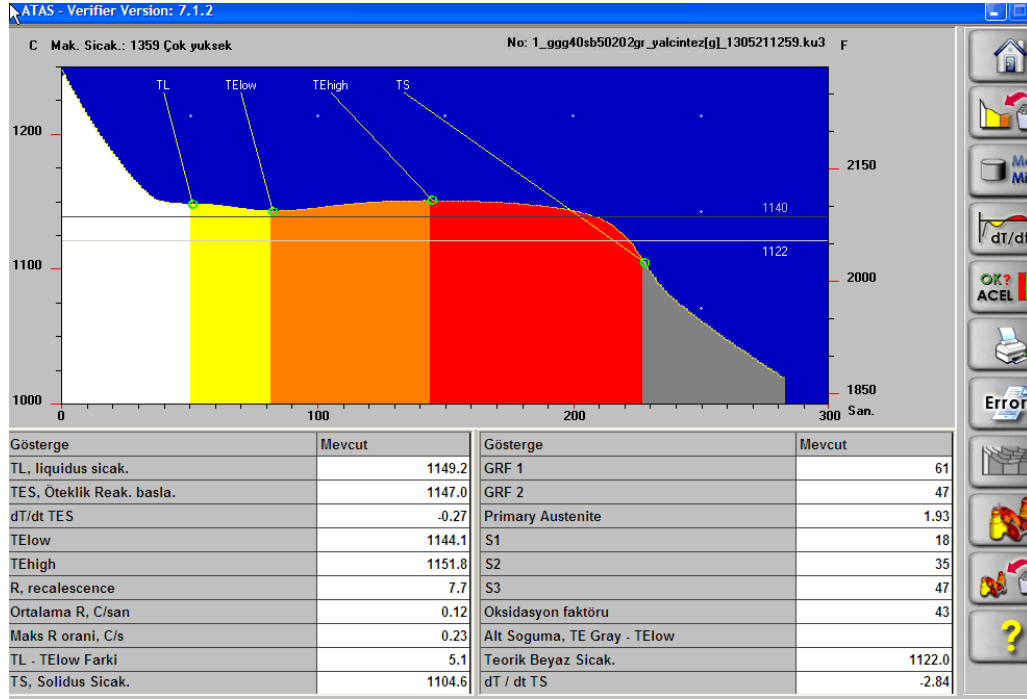 ATAS - Verifier Version: 7.1.2
C Mak. Sicak.: 1359 Çok yuksek No: 1_ggg40sb50202gr_yalcintez[g]_1305211259.ku3 F
TL TElow TEhigh TS
1200
2150
1140
1122
1100
2000
1000
1850
0 100 200 300 San.
Gösterge Mevcut Gösterge Mevcut
TL, liquidus sicak. 1149.2 GRF 1 61
TES, Öteklik Reak. basla. 1147.0 GRF 2 47
dT/dt TES -0.27 Primary Austenite 1.93
TElow 1144.1 S1 18
TEhigh 1151.8 S2 35
R, recalescence 7.7 S3 47
Ortalama R, C/san 0.12 Oksidasyon faktöru 43
Maks R orani, C/s 0.23 Alt Soguma, TE Gray - TElow
TL - TElow Farki 5.1 Teorik Beyaz Sicak. 1122.0
TS, Solidus Sicak. 1104.6 dT / dt TS -2.84
dT/dt
OK?
ACEL
Error
?